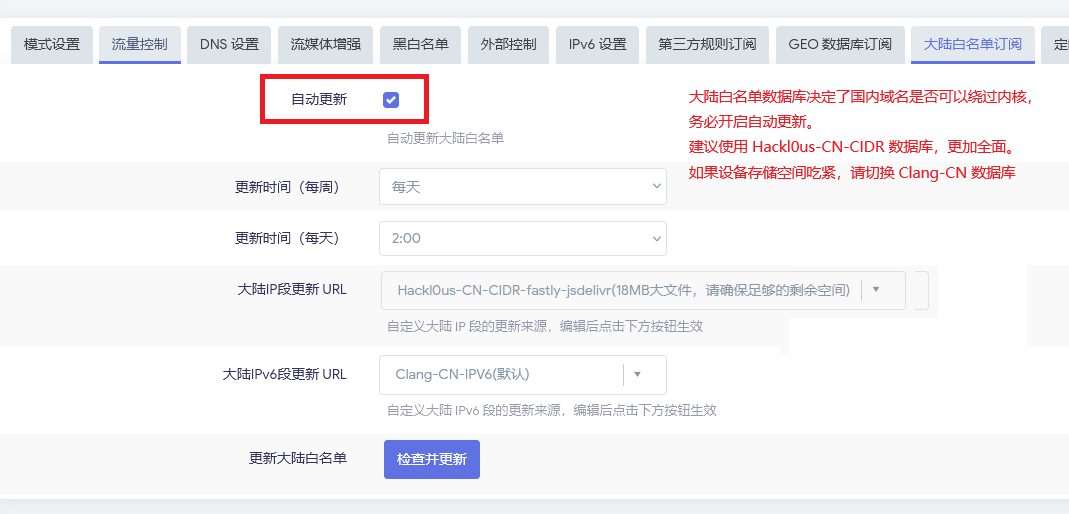 模式设置 流量控制 DNS 设置 流媒体增强 黑白名单 外部控制 IPv6 设置 第三方规则订阅 GEO 数据库订阅 大陆白名单订阅
自动更新
自动更新大陆白名单
大陆白名单数据库决定了国内域名是否可以绕过内核，
务必开启自动更新。
建议使用 Hackl0us-CN-CIDR 数据库，更加全面。
如果设备存储空间吃紧，请切换 Clang-CN 数据库
更新时间（每周） 每天
更新时间（每天） 2:00
大陆IP段更新 URL Hackl0us-CN-CIDR-fastly-jsdelivr(18MB大文件，请确保足够的剩余空间)
自定义大陆 IP 段的更新来源，编辑后点击下方按钮生效
大陆IPv6段更新 URL Clang-CN-IPV6(默认)
自定义大陆 IPv6 段的更新来源，编辑后点击下方按钮生效
更新大陆白名单 检查并更新